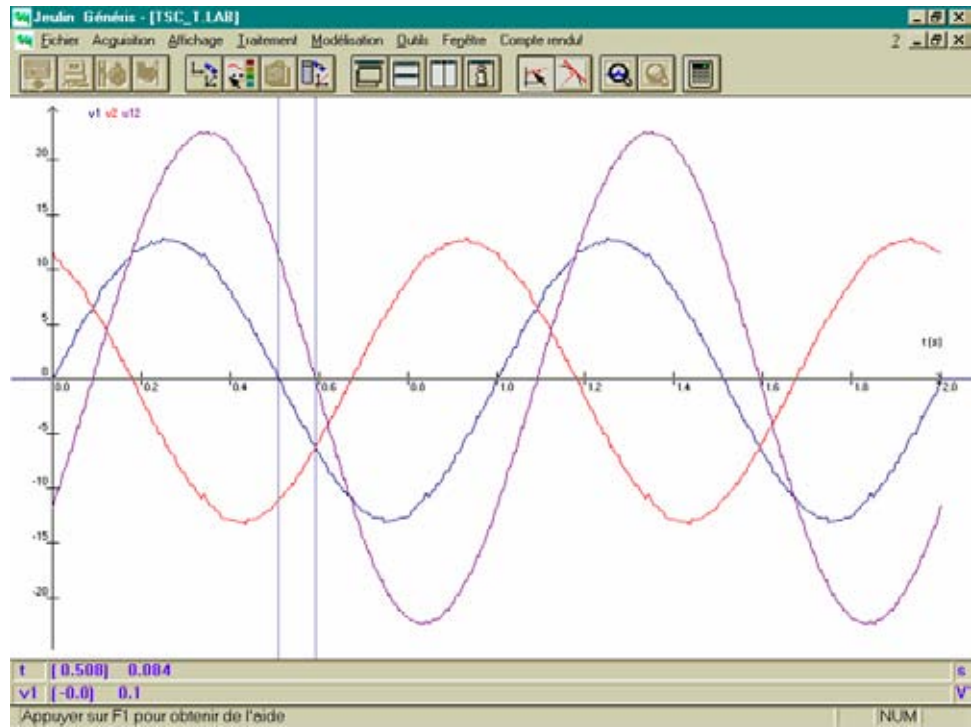 Jeulin Généris - [TSC_T.LAB]
Fichier Acquisition Affichage Traitement Modélisation Outils Fenêtre Compte rendu ?
v1 v2 u12
20
15
10
5
0
-5
-10
-15
-20
0.0 0.2 0.4 0.6 0.8 1.0 1.2 1.4 1.6 1.8 2.0
t(s)
t (0.508) 0.084 s
v1 (-0.0) 0.1 V
Appuyer sur F1 pour obtenir de l'aide NUM